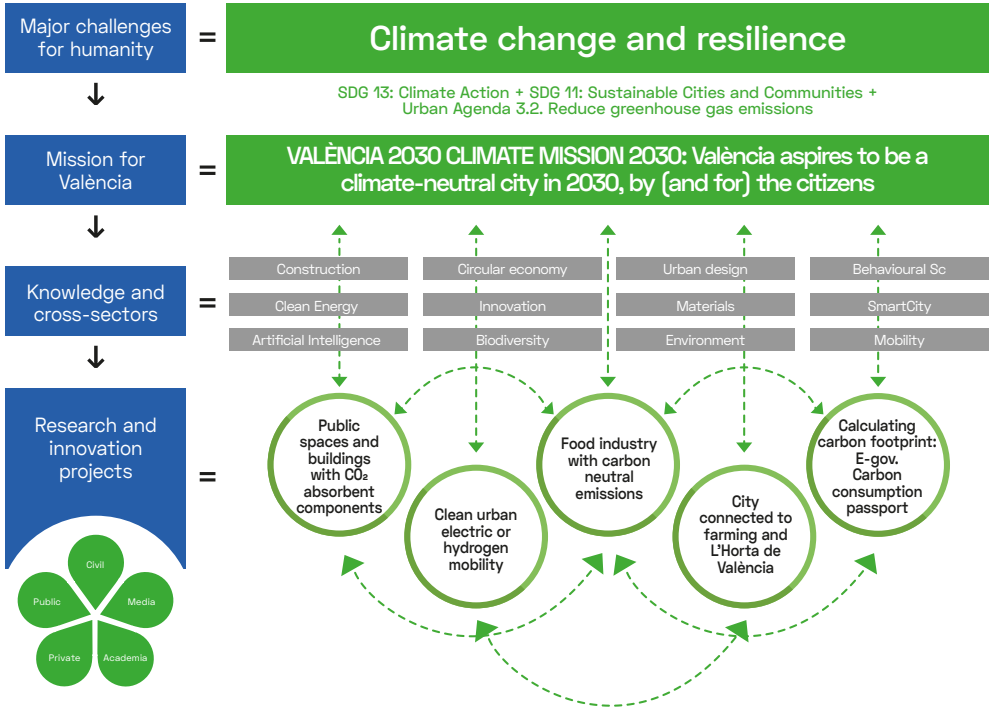 Major challenges
for humanity
=
Climate change and resilience
SDG 13: Climate Action + SDG 11: Sustainable Cities and Communities +
Urban Agenda 3.2. Reduce greenhouse gas emissions
Mission for
València
=
VALÈNCIA 2030 CLIMATE MISSION 2030: València aspires to be a
climate-neutral city in 2030, by (and for) the citizens
Knowledge and
cross-sectors
=
Construction
Circular economy
Urban design
Behavioural Sc
Clean Energy
Innovation
Materials
SmartCity
Artificial Intelligence
Biodiversity
Environment
Mobility
Research and
innovation
projects
=
Public
spaces and
buildings
with CO₂
absorbent
components
Clean urban
electric or
hydrogen
mobility
Food industry
with carbon
neutral
emissions
City
connected to
farming and
L'Horta de
València
Calculating
carbon footprint:
E-gov.
Carbon
consumption
passport
Civil
Public
Media
Private
Academia